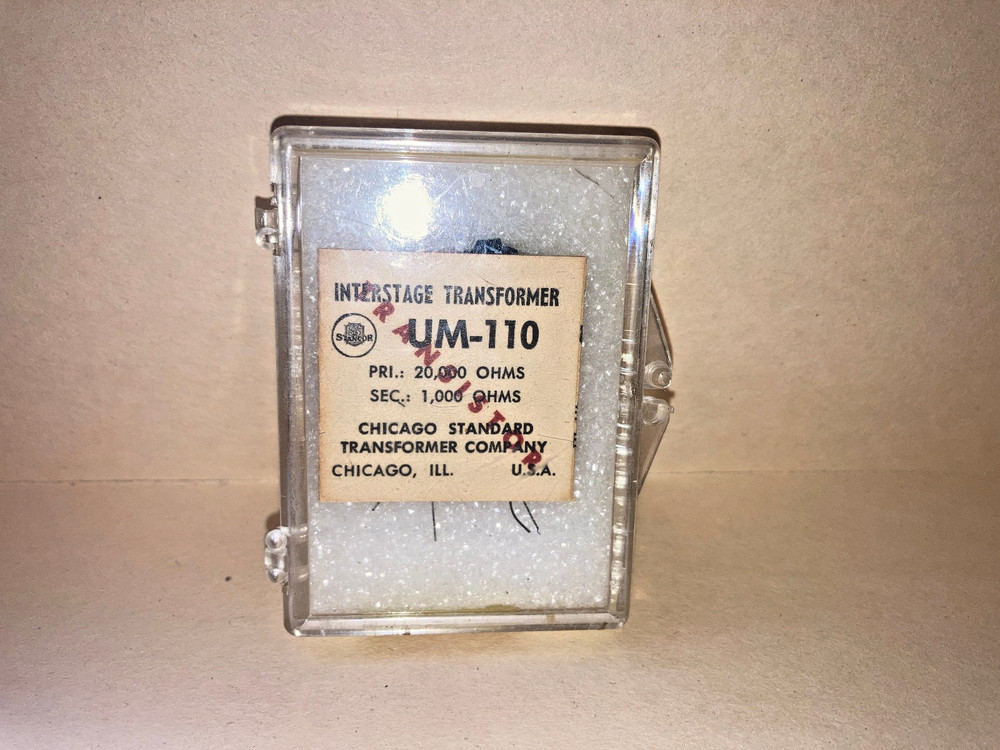 INTERSTAGE TRANSFORMER
STANCOR
UM-110
PRI.: 20,000 OHMS
SEC.: 1,000 OHMS
CHICAGO STANDARD
TRANSFORMER COMPANY
CHICAGO, ILL. U.S.A.
TRANSISTOR